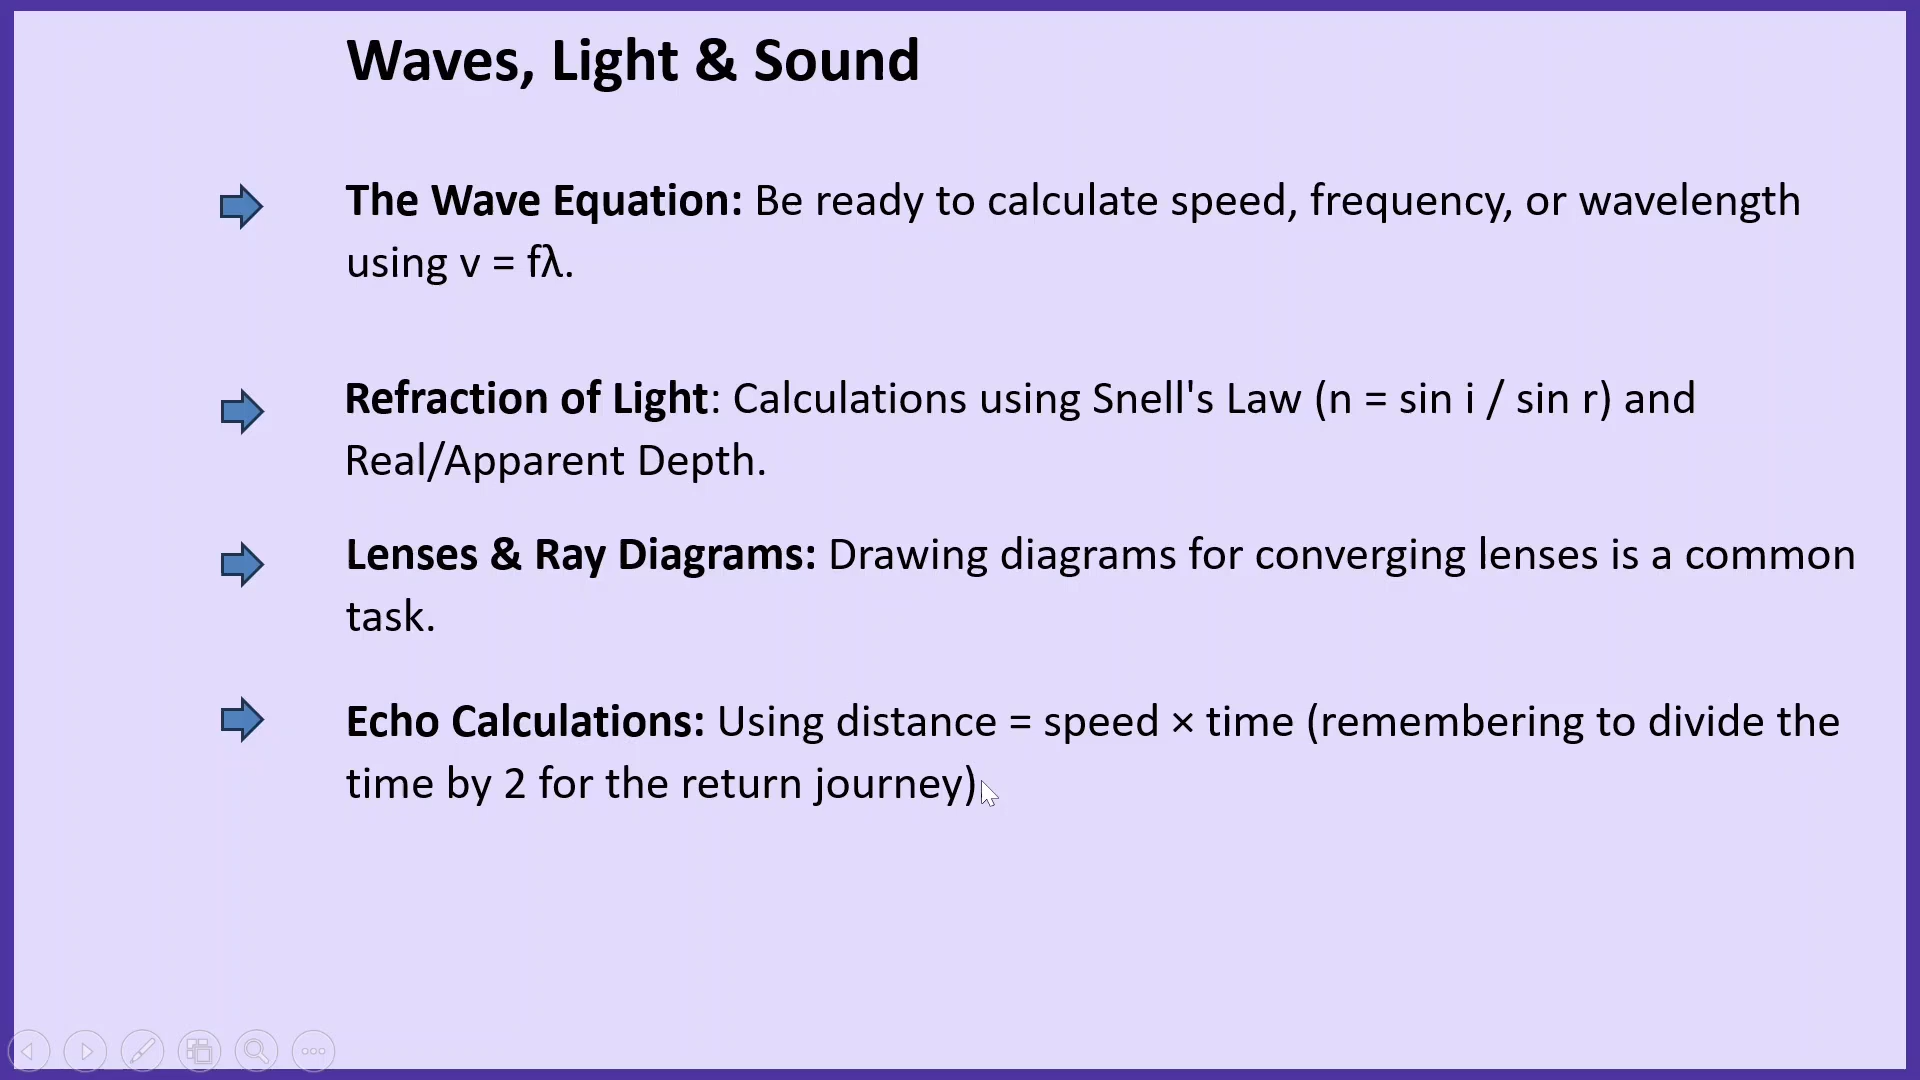 Waves, Light & Sound
The Wave Equation: Be ready to calculate speed, frequency, or wavelength
using v = fλ.
Refraction of Light: Calculations using Snell's Law (n = sin i / sin r) and
Real/Apparent Depth.
Lenses & Ray Diagrams: Drawing diagrams for converging lenses is a common
task.
Echo Calculations: Using distance = speed × time (remembering to divide the
time by 2 for the return journey)